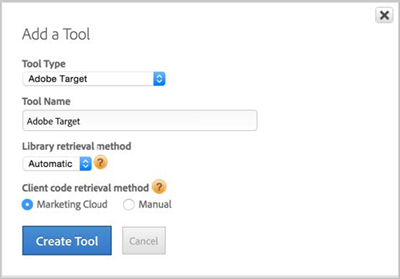 Add a Tool
Tool Type
Adobe Target
Tool Name
Adobe Target
Library retrieval method
Automatic ?
Client code retrieval method ?
Marketing Cloud Manual
Create Tool Cancel